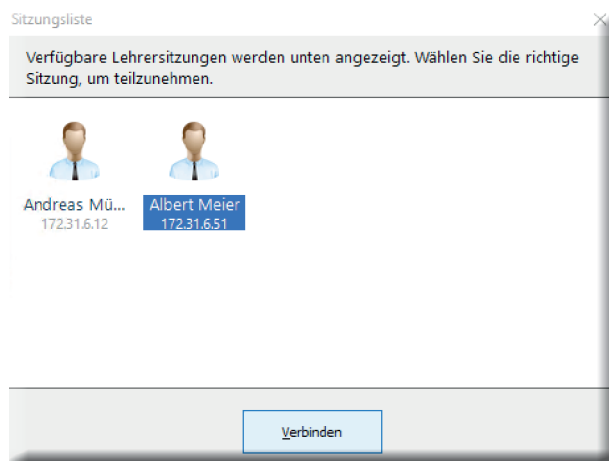 Sitzungsliste
Verfügbare Lehrersitzungen werden unten angezeigt. Wählen Sie die richtige
Sitzung, um teilzunehmen.
Andreas Mü... Albert Meier
172.31.6.12 172.31.6.51
Verbinden